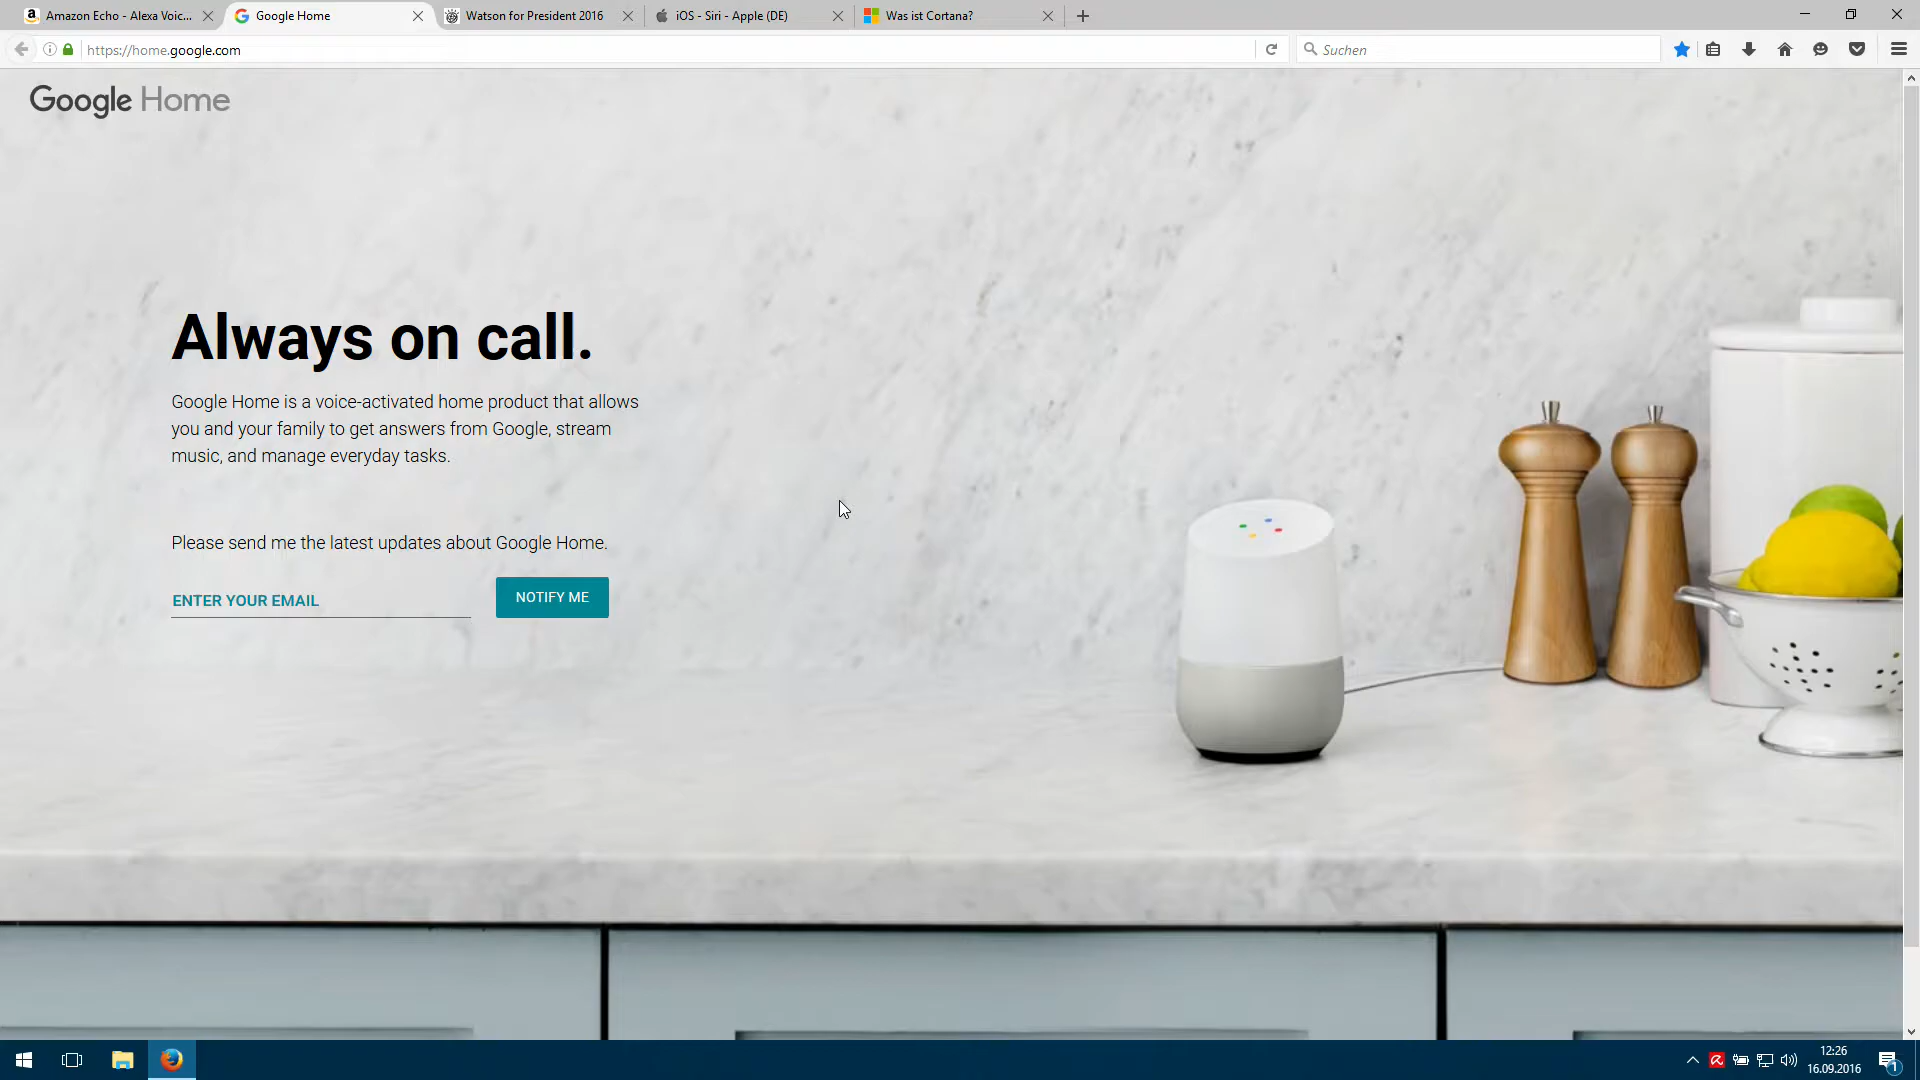 Amazon Echo - Alexa Voic...
Google Home
Watson for President 2016
iOS - Siri - Apple (DE)
Was ist Cortana?
https://home.google.com
Suchen
Google Home
Always on call.
Google Home is a voice-activated home product that allows
you and your family to get answers from Google, stream
music, and manage everyday tasks.
Please send me the latest updates about Google Home.
ENTER YOUR EMAIL
NOTIFY ME
12:26
16.09.2016
1